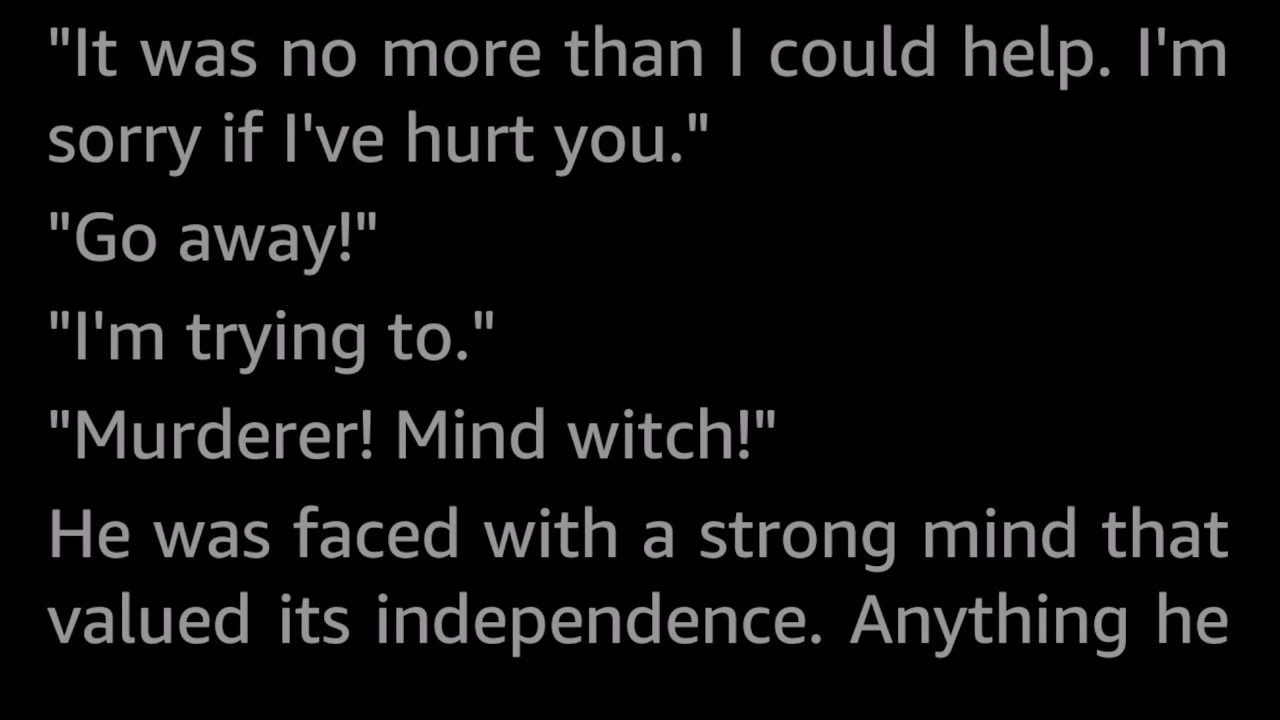 "It was no more than I could help. I'm
sorry if I've hurt you."
"Go away!"
"I'm trying to."
"Murderer! Mind witch!"
He was faced with a strong mind that
valued its independence. Anything he